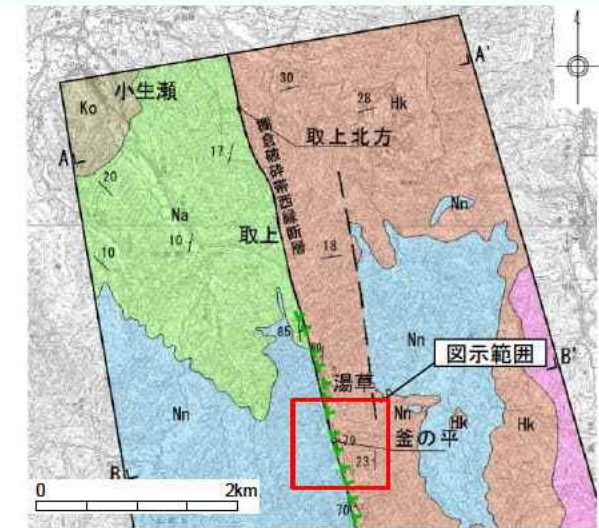 A'
30
28
Hk
小生瀬
Ko
取上北方
棚倉破砕帯西縁断層
A
17
20
Nn
Na
取上
10
18
10
Nn
85
図示範囲
B'
湯草
Nn
Nn
Hk
Hk
79
釜の平
23
B
70
0
2km